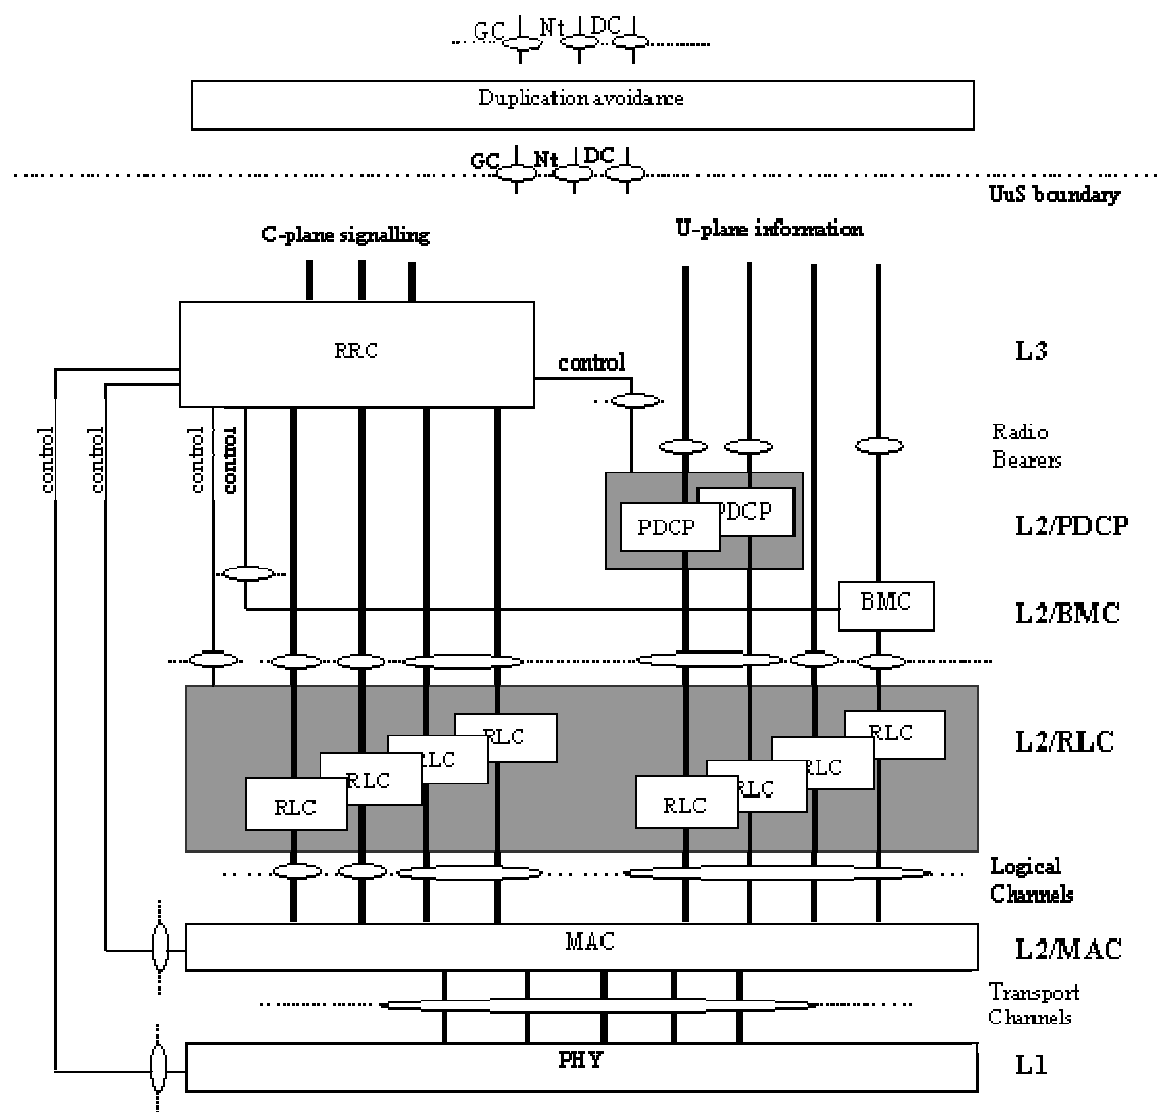 GC Nt DC
Duplication avoidance
GC Nt DC
UuS boundary
C-plane signalling
U-plane information
RRC
control
L3
control
control
control
control
Radio
Bearers
PDCP
PDCP
L2/PDCP
BMC
L2/BMC
RLC
RLC
RLC
RLC
RLC
RLC
RLC
RLC
L2/RLC
Logical
Channels
MAC
L2/MAC
Transport
Channels
PHY
L1